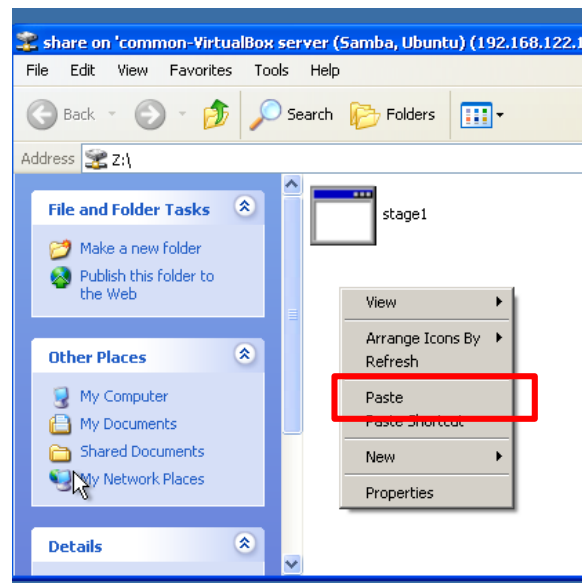 share on 'common-VirtualBox server (Samba, Ubuntu) (192.168.122.1
File Edit View Favorites Tools Help
Back Search Folders
Address Z:\
File and Folder Tasks
Make a new folder
Publish this folder to
the Web
Other Places
My Computer
My Documents
Shared Documents
My Network Places
Details
stage1
View
Arrange Icons By
Refresh
Paste
Paste Shortcut
New
Properties